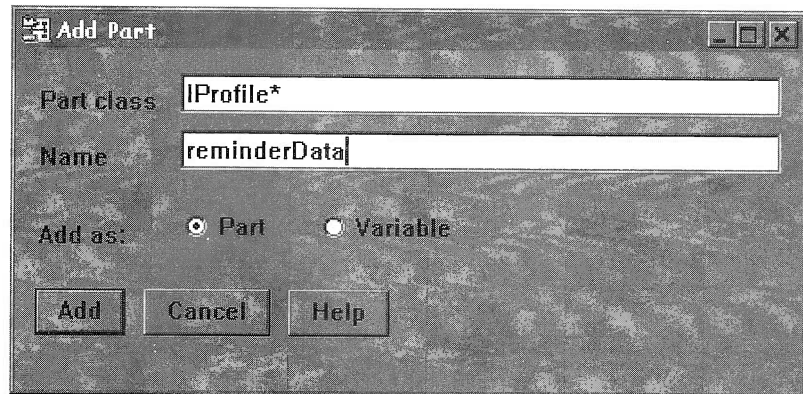 Add Part
Part class IProfile*
Name reminderData
Add as: Part Variable
Add Cancel Help